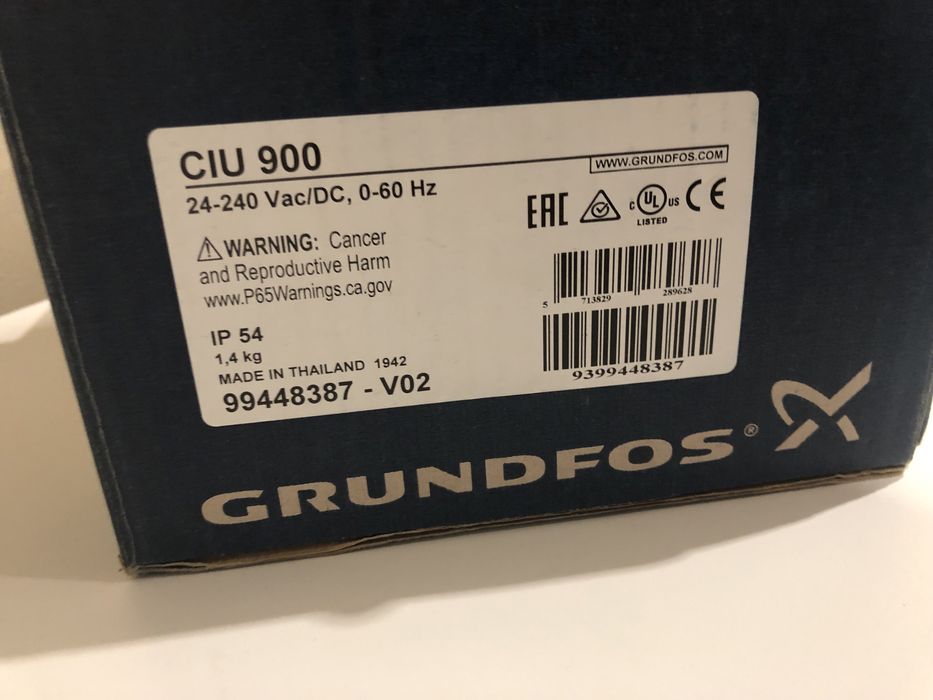 CIU 900
WWW.GRUNDFOS.COM
24-240 Vac/DC, 0-60 Hz
EAC
C UL US CE
LISTED
WARNING: Cancer
and Reproductive Harm
www.P65Warnings.ca.gov
5 713829 289628
IP 54
1,4 kg
MADE IN THAILAND 1942
99448387 - V02
9399448387
GRUNDFOS®